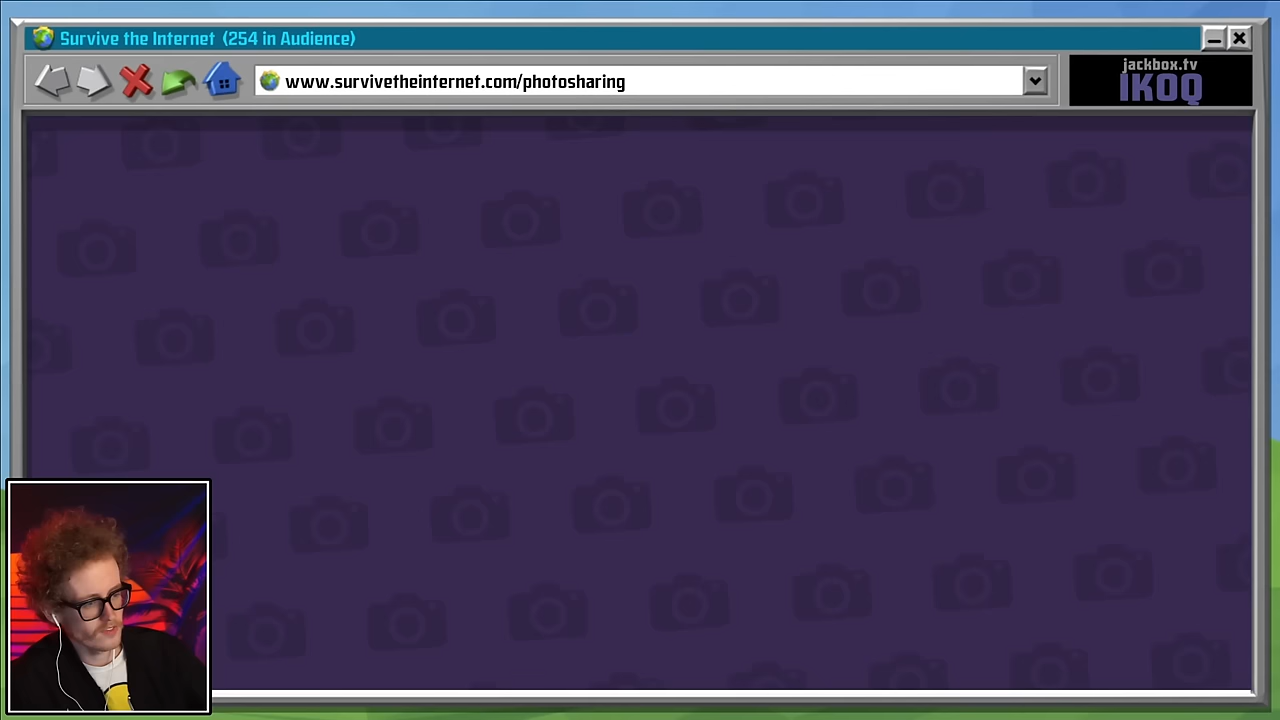 Survive the Internet (254 in Audience)
www.survivetheinternet.com/photosharing
jackbox.tv
IKOQ